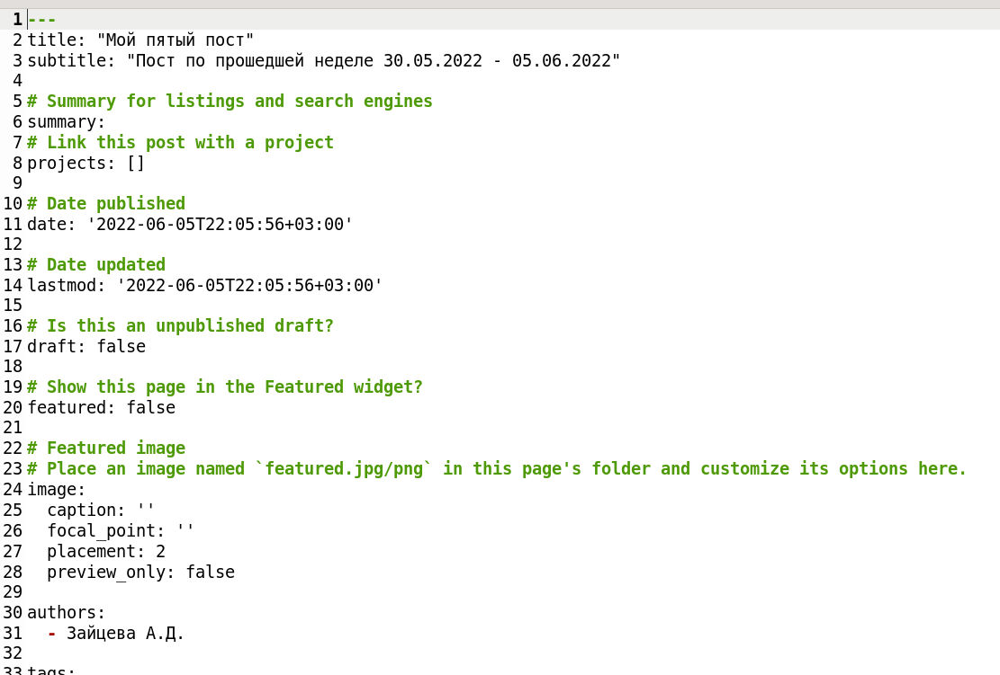 1 ---
2 title: "Мой пятый пост"
3 subtitle: "Пост по прошедшей неделе 30.05.2022 - 05.06.2022"
4
5 # Summary for listings and search engines
6 summary:
7 # Link this post with a project
8 projects: []
9
10 # Date published
11 date: '2022-06-05T22:05:56+03:00'
12
13 # Date updated
14 lastmod: '2022-06-05T22:05:56+03:00'
15
16 # Is this an unpublished draft?
17 draft: false
18
19 # Show this page in the Featured widget?
20 featured: false
21
22 # Featured image
23 # Place an image named `featured.jpg/png` in this page's folder and customize its options here.
24 image:
25   caption: ''
26   focal_point: ''
27   placement: 2
28   preview_only: false
29
30 authors:
31   - Зайцева А.Д.
32
33 tags: